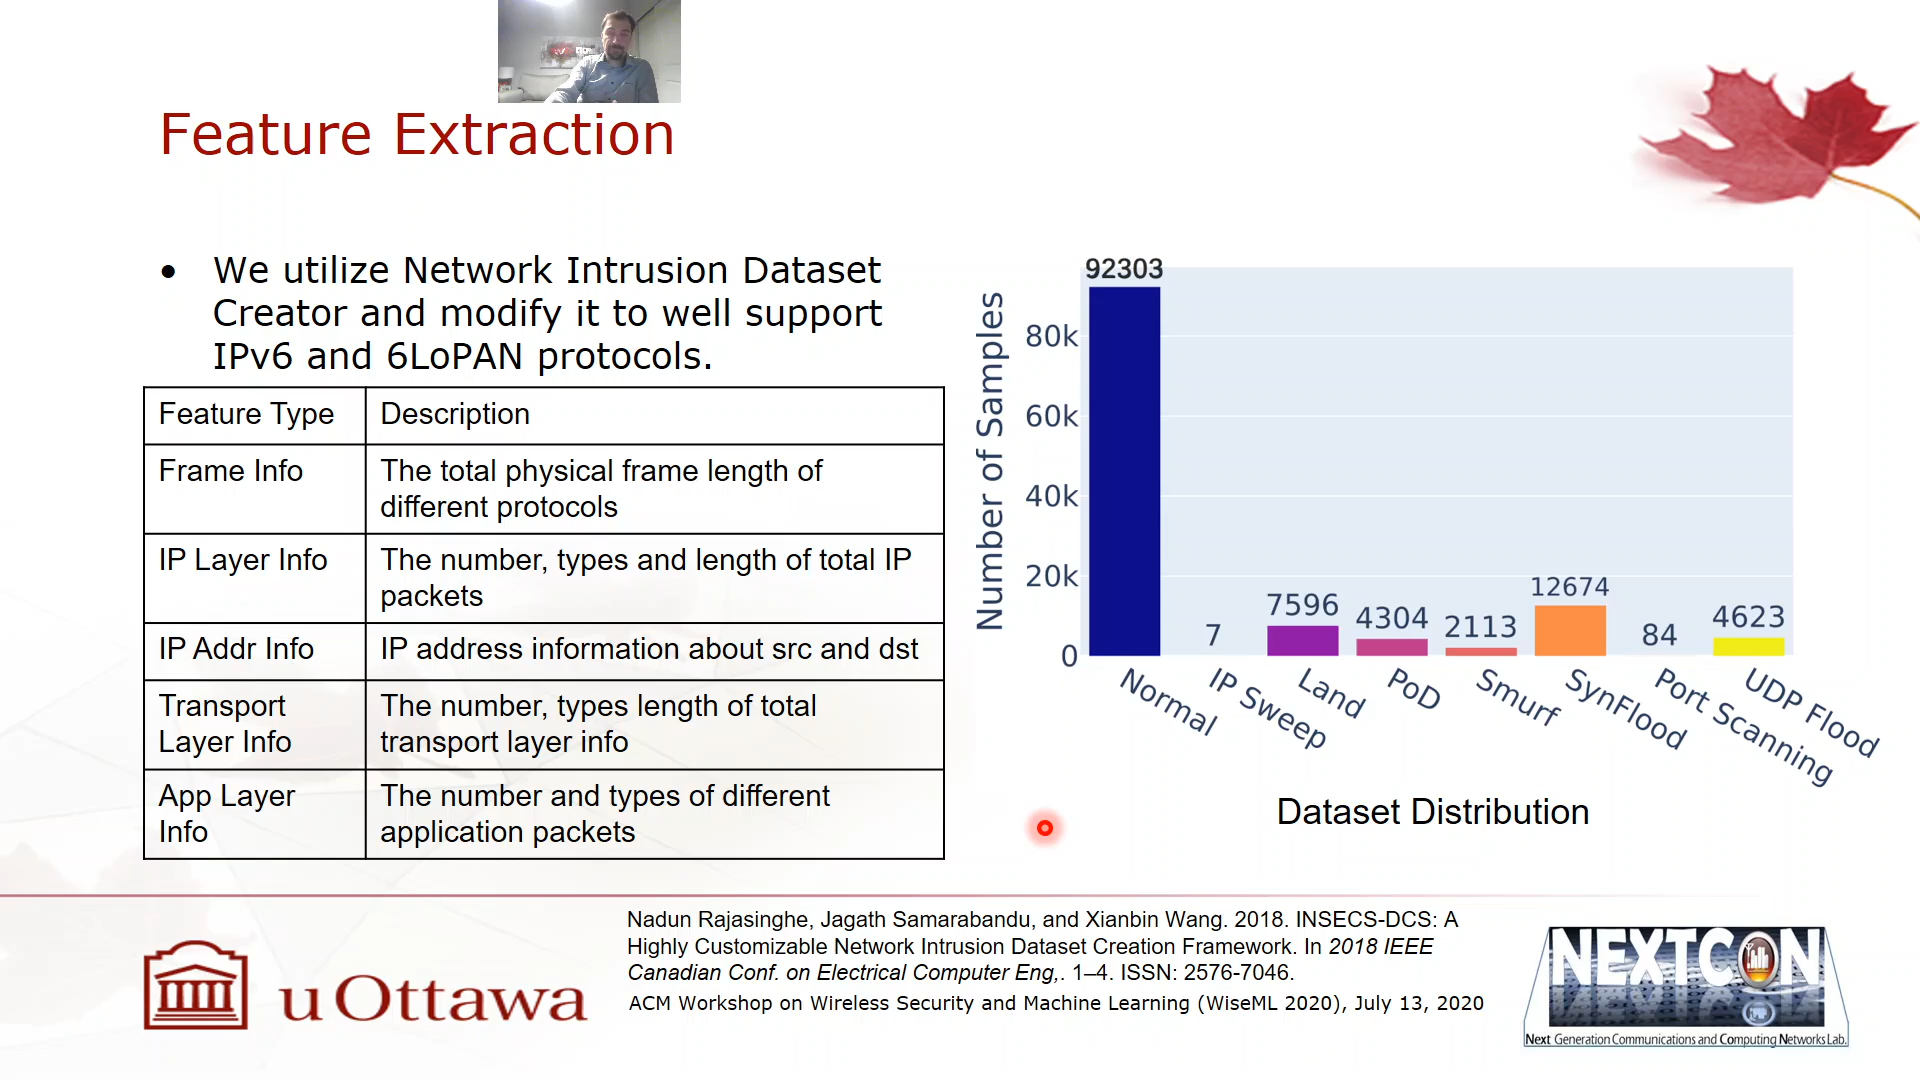 Feature Extraction
• We utilize Network Intrusion Dataset
Creator and modify it to well support
IPv6 and 6LoPAN protocols.
Feature Type Description
Frame Info The total physical frame length of
different protocols
IP Layer Info The number, types and length of total IP
packets
IP Addr Info IP address information about src and dst
Transport The number, types length of total
Layer Info transport layer info
App Layer The number and types of different
Info application packets
Number of Samples
80k
60k
40k
20k
0
92303
7
7596
4304
2113
12674
84
4623
Normal
IP Sweep
Land
PoD
Smurf
SynFlood
Port Scanning
UDP Flood
Dataset Distribution
Nadun Rajasinghe, Jagath Samarabandu, and Xianbin Wang. 2018. INSECS-DCS: A
Highly Customizable Network Intrusion Dataset Creation Framework. In 2018 IEEE
Canadian Conf. on Electrical Computer Eng,. 1–4. ISSN: 2576-7046.
ACM Workshop on Wireless Security and Machine Learning (WiseML 2020), July 13, 2020
uOttawa
NEXTCON
Next Generation Communications and Computing Networks Lab.